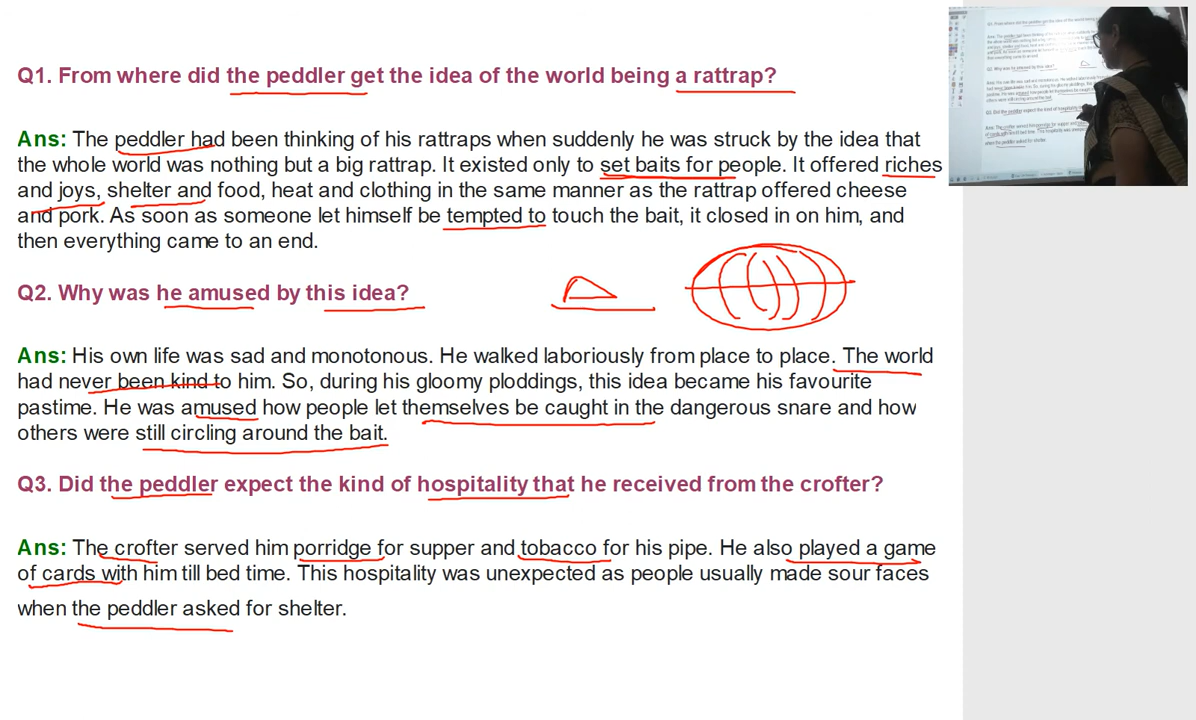 Q1. From where did the peddler get the idea of the world being a rattrap?
Ans: The peddler had been thinking of his rattraps when suddenly he was struck by the idea that
the whole world was nothing but a big rattrap. It existed only to set baits for people. It offered riches
and joys, shelter and food, heat and clothing in the same manner as the rattrap offered cheese
and pork. As soon as someone let himself be tempted to touch the bait, it closed in on him, and
then everything came to an end.
Q2. Why was he amused by this idea?
Ans: His own life was sad and monotonous. He walked laboriously from place to place. The world
had never been kind to him. So, during his gloomy ploddings, this idea became his favourite
pastime. He was amused how people let themselves be caught in the dangerous snare and how
others were still circling around the bait.
Q3. Did the peddler expect the kind of hospitality that he received from the crofter?
Ans: The crofter served him porridge for supper and tobacco for his pipe. He also played a game
of cards with him till bed time. This hospitality was unexpected as people usually made sour faces
when the peddler asked for shelter.